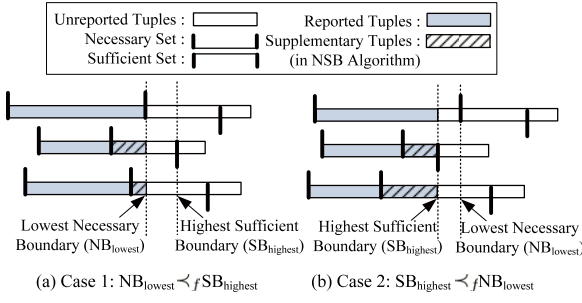 Unreported Tuples :
Reported Tuples :
Necessary Set :
Supplementary Tuples :
Sufficient Set :
(in NSB Algorithm)
Lowest Necessary
Boundary (NBlowest)
Highest Sufficient
Boundary (SBhighest)
Highest Sufficient
Boundary (SBhighest)
Lowest Necessary
Boundary (NBlowest)
(a) Case 1: NBlowest ≺f SBhighest
(b) Case 2: SBhighest ≺f NBlowest